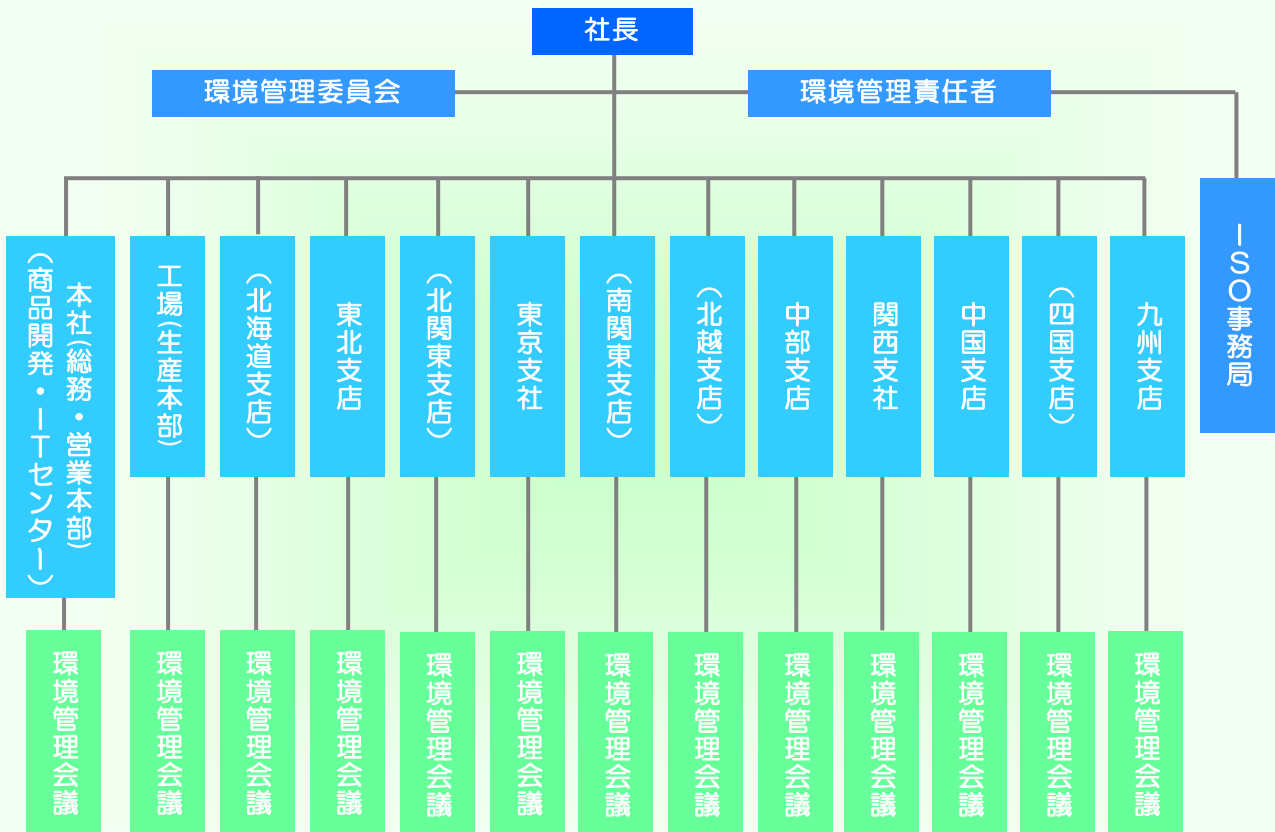 社長
環境管理委員会
環境管理責任者
本社(総務・営業本部)
(商品開発・ITセンター)
工場(生産本部)
(北海道支店)
東北支店
(北関東支店)
東京支社
(南関東支店)
(北越支店)
中部支店
関西支社
中国支店
(四国支店)
九州支店
ISO事務局
環境管理会議
環境管理会議
環境管理会議
環境管理会議
環境管理会議
環境管理会議
環境管理会議
環境管理会議
環境管理会議
環境管理会議
環境管理会議
環境管理会議
環境管理会議